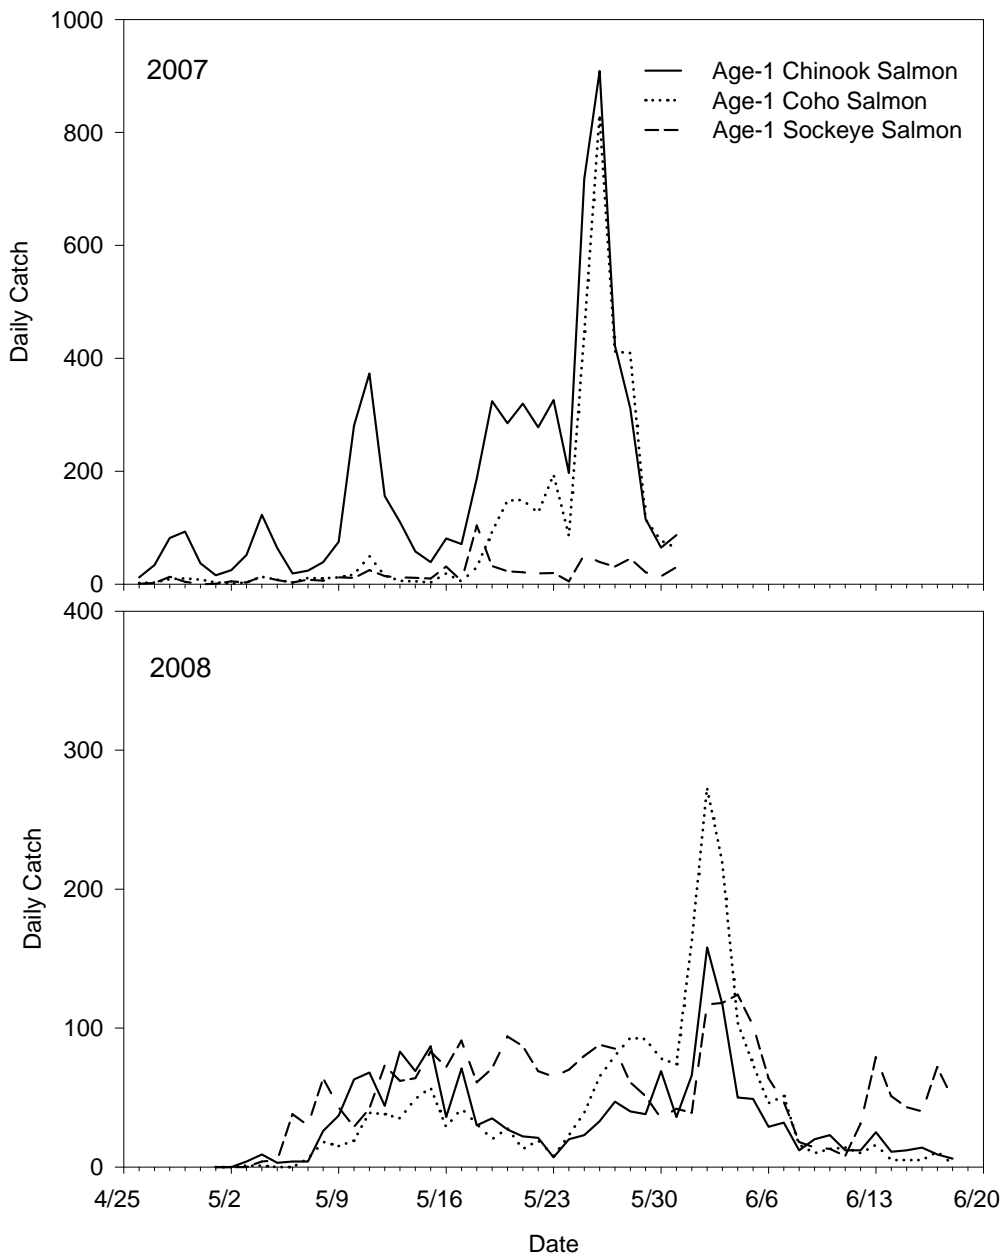 1000
2007
Age-1 Chinook Salmon
Age-1 Coho Salmon
Age-1 Sockeye Salmon
800
600
Daily Catch
400
200
0
400
2008
300
Daily Catch
200
100
0
4/25 5/2 5/9 5/16 5/23 5/30 6/6 6/13 6/20
Date